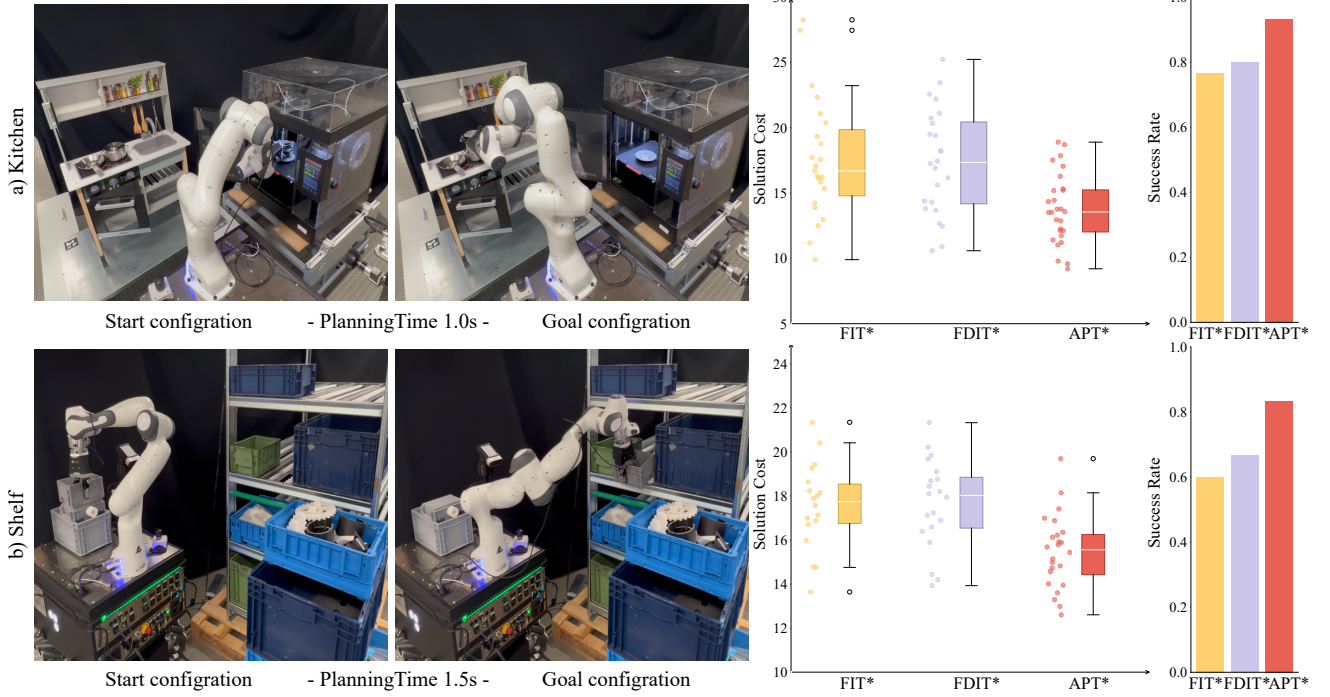 a) Kitchen
Start configration - PlanningTime 1.0s - Goal configration
Solution Cost
30
25
20
15
10
5
FIT* FDIT* APT*
Success Rate
1.0
0.8
0.6
0.4
0.2
0.0
FIT* FDIT* APT*
b) Shelf
Start configration - PlanningTime 1.5s - Goal configration
Solution Cost
24
22
20
18
16
14
12
10
FIT* FDIT* APT*
Success Rate
1.0
0.8
0.6
0.4
0.2
0.0
FIT* FDIT* APT*